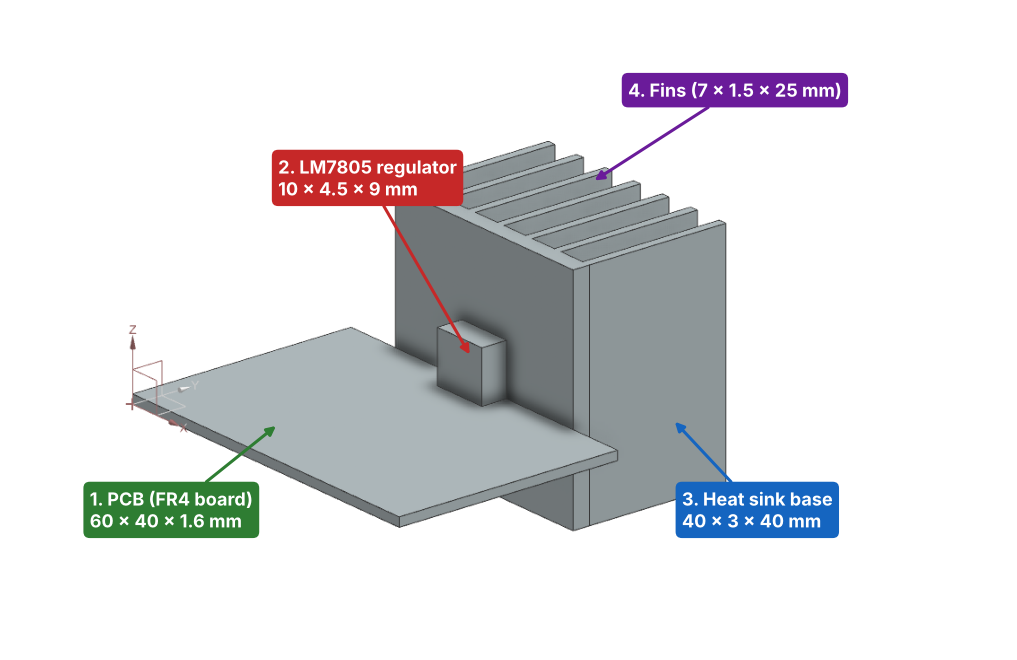 4. Fins (7 × 1.5 × 25 mm)
2. LM7805 regulator
10 × 4.5 × 9 mm
Z
Y
X
1. PCB (FR4 board)
60 × 40 × 1.6 mm
3. Heat sink base
40 × 3 × 40 mm